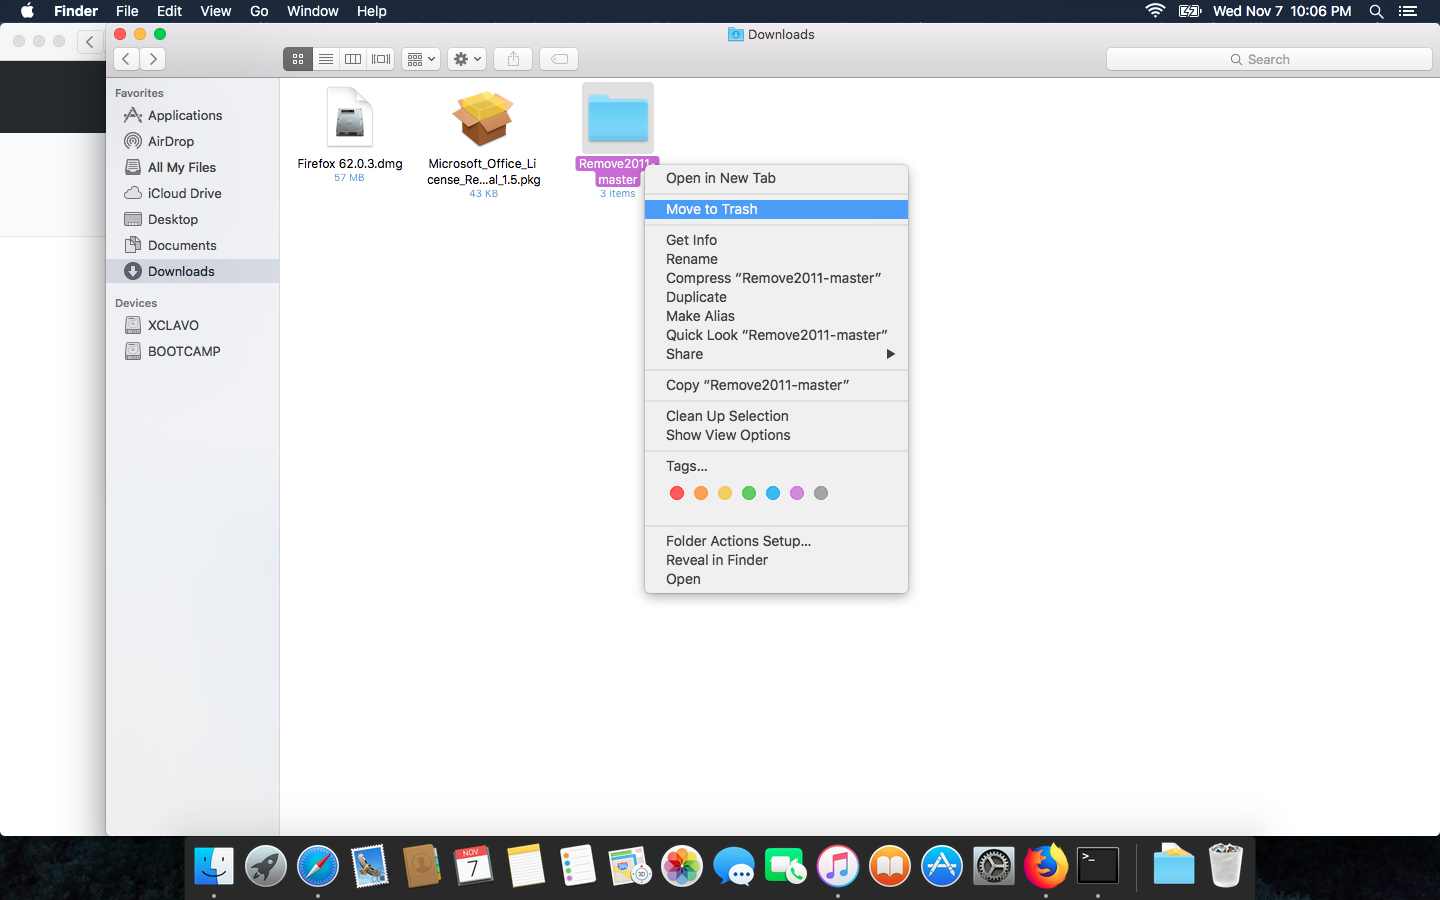 Finder File Edit View Go Window Help
Wed Nov 7 10:06 PM
Downloads
Search
Favorites
Applications
AirDrop
All My Files
iCloud Drive
Desktop
Documents
Downloads
Devices
XCLAVO
BOOTCAMP
Firefox 62.0.3.dmg
57 MB
Microsoft_Office_Li
cense_Re...al_1.5.pkg
43 KB
Remove2011-
master
3 items
Open in New Tab
Move to Trash
Get Info
Rename
Compress “Remove2011-master”
Duplicate
Make Alias
Quick Look “Remove2011-master”
Share
Copy “Remove2011-master”
Clean Up Selection
Show View Options
Tags...
Folder Actions Setup...
Reveal in Finder
Open
NOV
7
>_